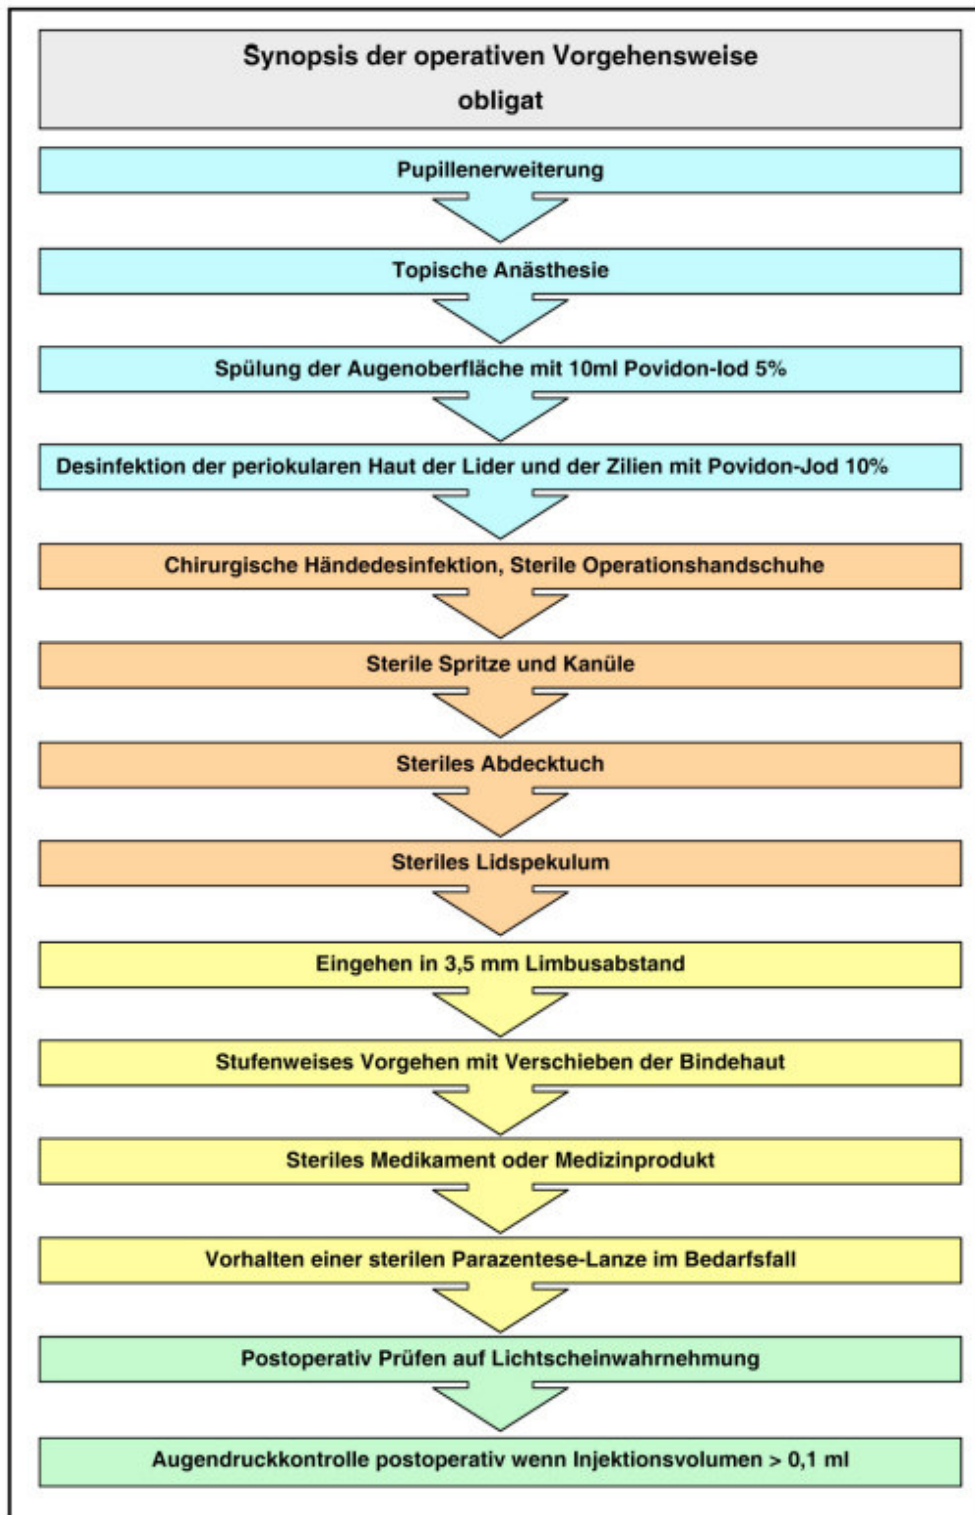 Synopsis der operativen Vorgehensweise
obligat
Pupillenerweiterung
Topische Anästhesie
Spülung der Augenoberfläche mit 10ml Povidon-Iod 5%
Desinfektion der periokularen Haut der Lider und der Zilien mit Povidon-Jod 10%
Chirurgische Händedesinfektion, Sterile Operationshandschuhe
Sterile Spritze und Kanüle
Steriles Abdecktuch
Steriles Lidspekulum
Eingehen in 3,5 mm Limbusabstand
Stufenweises Vorgehen mit Verschieben der Bindehaut
Steriles Medikament oder Medizinprodukt
Vorhalten einer sterilen Parazentese-Lanze im Bedarfsfall
Postoperativ Prüfen auf Lichtscheinwahrnehmung
Augendruckkontrolle postoperativ wenn Injektionsvolumen > 0,1 ml